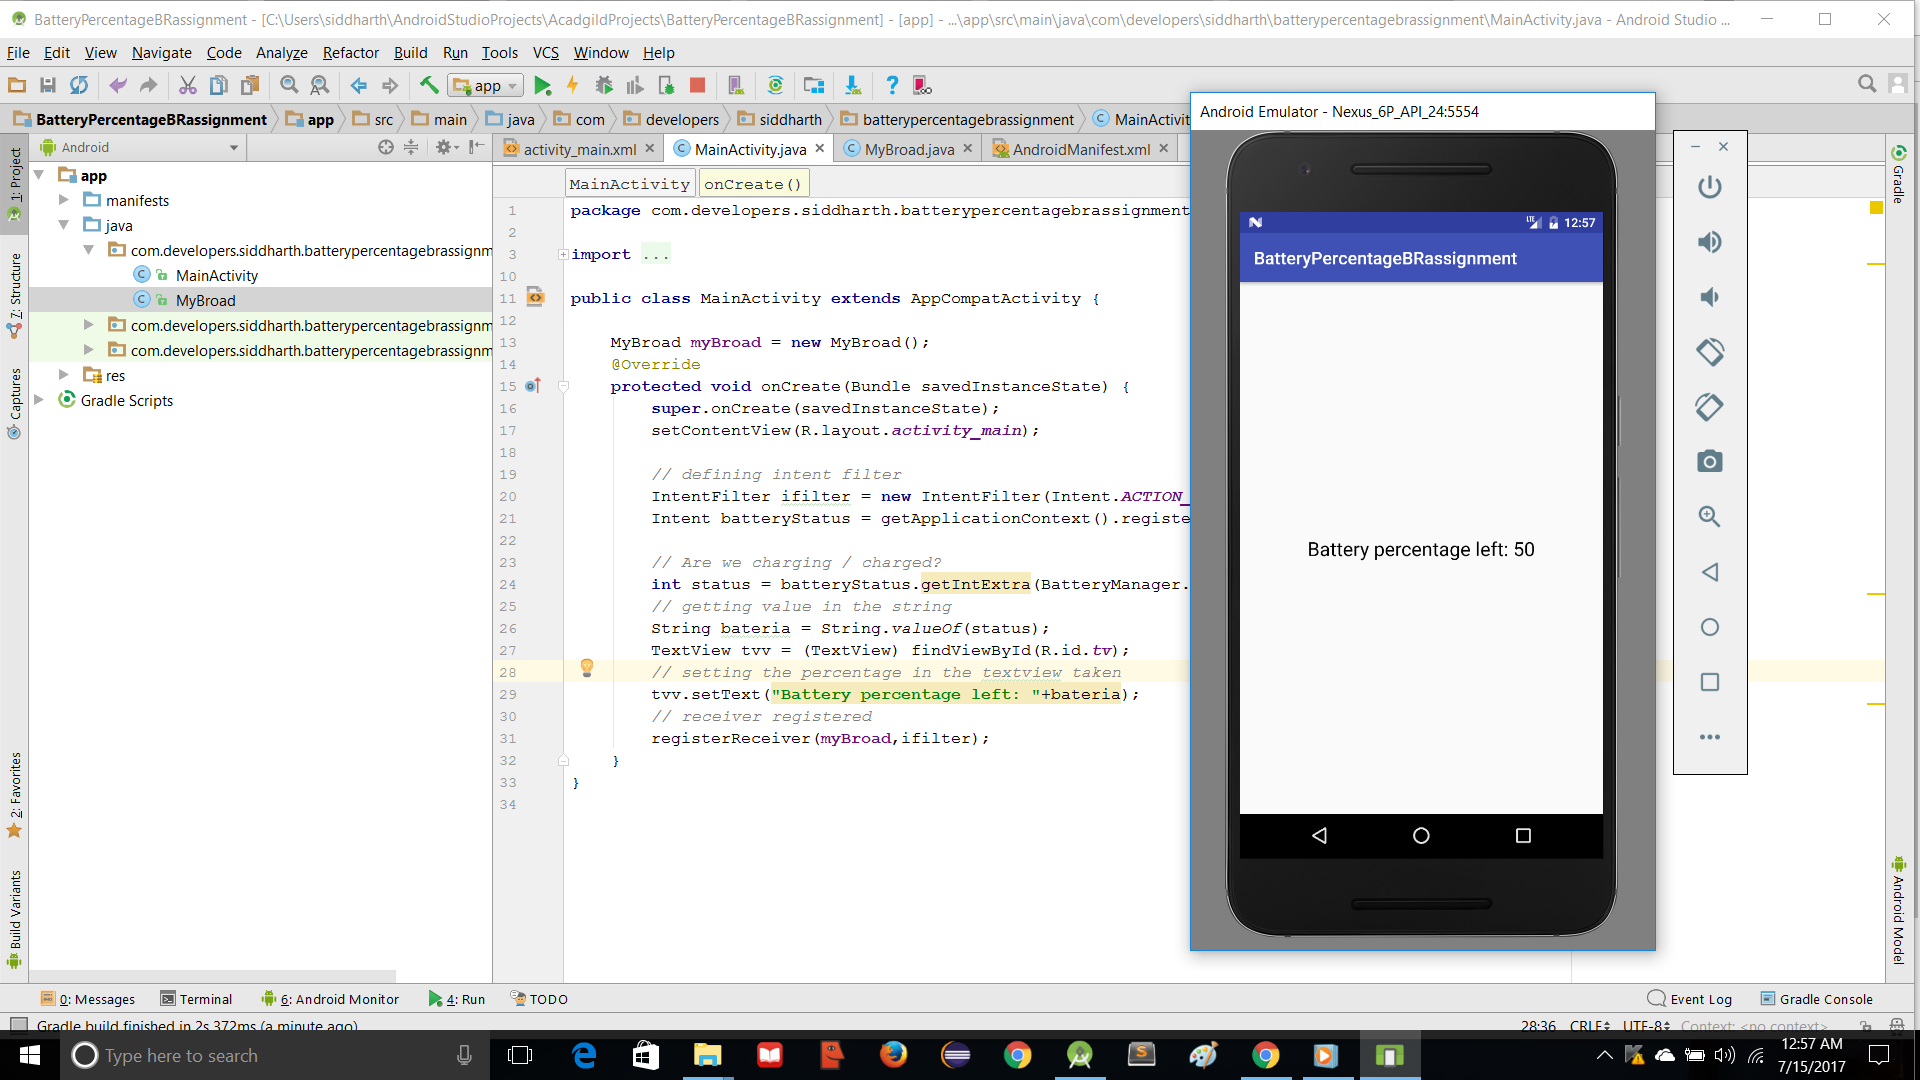 BatteryPercentageBRassignment - [C:\Users\siddharth\AndroidStudioProjects\AcadgildProjects\BatteryPercentageBRassignment] - [app] - ...\app\src\main\java\com\developers\siddharth\batterypercentagebrassignment\MainActivity.java - Android Studio ...
File Edit View Navigate Code Analyze Refactor Build Run Tools VCS Window Help
app
BatteryPercentageBRassignment app src main java com developers siddharth batterypercentagebrassignment MainActivit
Android
activity_main.xml MainActivity.java MyBroad.java AndroidManifest.xml
MainActivity onCreate()
1: Project
7: Structure
Captures
2: Favorites
Build Variants
app
manifests
java
com.developers.siddharth.batterypercentagebrassignm
MainActivity
MyBroad
com.developers.siddharth.batterypercentagebrassignm
com.developers.siddharth.batterypercentagebrassignm
res
Gradle Scripts
1 package com.developers.siddharth.batterypercentagebrassignment
2
3 import ...
10
11 public class MainActivity extends AppCompatActivity {
12
13 MyBroad myBroad = new MyBroad();
14 @Override
15 protected void onCreate(Bundle savedInstanceState) {
16 super.onCreate(savedInstanceState);
17 setContentView(R.layout.activity_main);
18
19 // defining intent filter
20 IntentFilter ifilter = new IntentFilter(Intent.ACTION_
21 Intent batteryStatus = getApplicationContext().registe
22
23 // Are we charging / charged?
24 int status = batteryStatus.getIntExtra(BatteryManager.
25 // getting value in the string
26 String bateria = String.valueOf(status);
27 TextView tvv = (TextView) findViewById(R.id.tv);
28 // setting the percentage in the textview taken
29 tvv.setText("Battery percentage left: "+bateria);
30 // receiver registered
31 registerReceiver(myBroad,ifilter);
32 }
33 }
34
Android Emulator - Nexus_6P_API_24:5554
LTE 12:57
BatteryPercentageBRassignment
Battery percentage left: 50
Gradle
Android Model
0: Messages Terminal 6: Android Monitor 4: Run TODO Event Log Gradle Console
Gradle build finished in 2s 372ms (a minute ago) 28:36 CRLF UTF-8 Context: <no context>
Type here to search
12:57 AM
7/15/2017